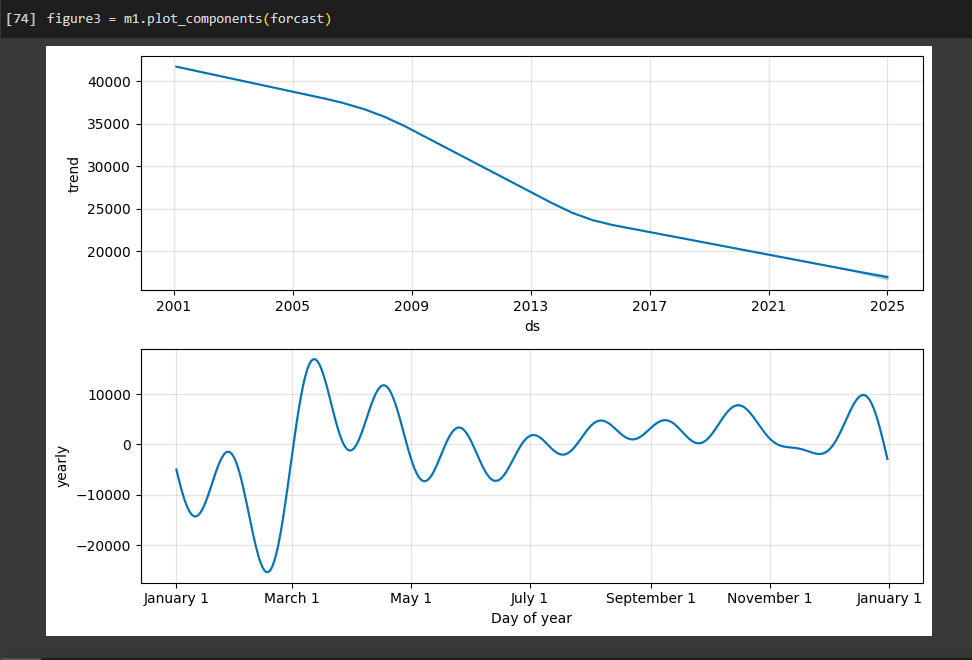 [74] figure3 = m1.plot_components(forcast)
40000
35000
30000
25000
20000
trend
2001 2005 2009 2013 2017 2021 2025
ds
10000
0
−10000
−20000
yearly
January 1 March 1 May 1 July 1 September 1 November 1 January 1
Day of year